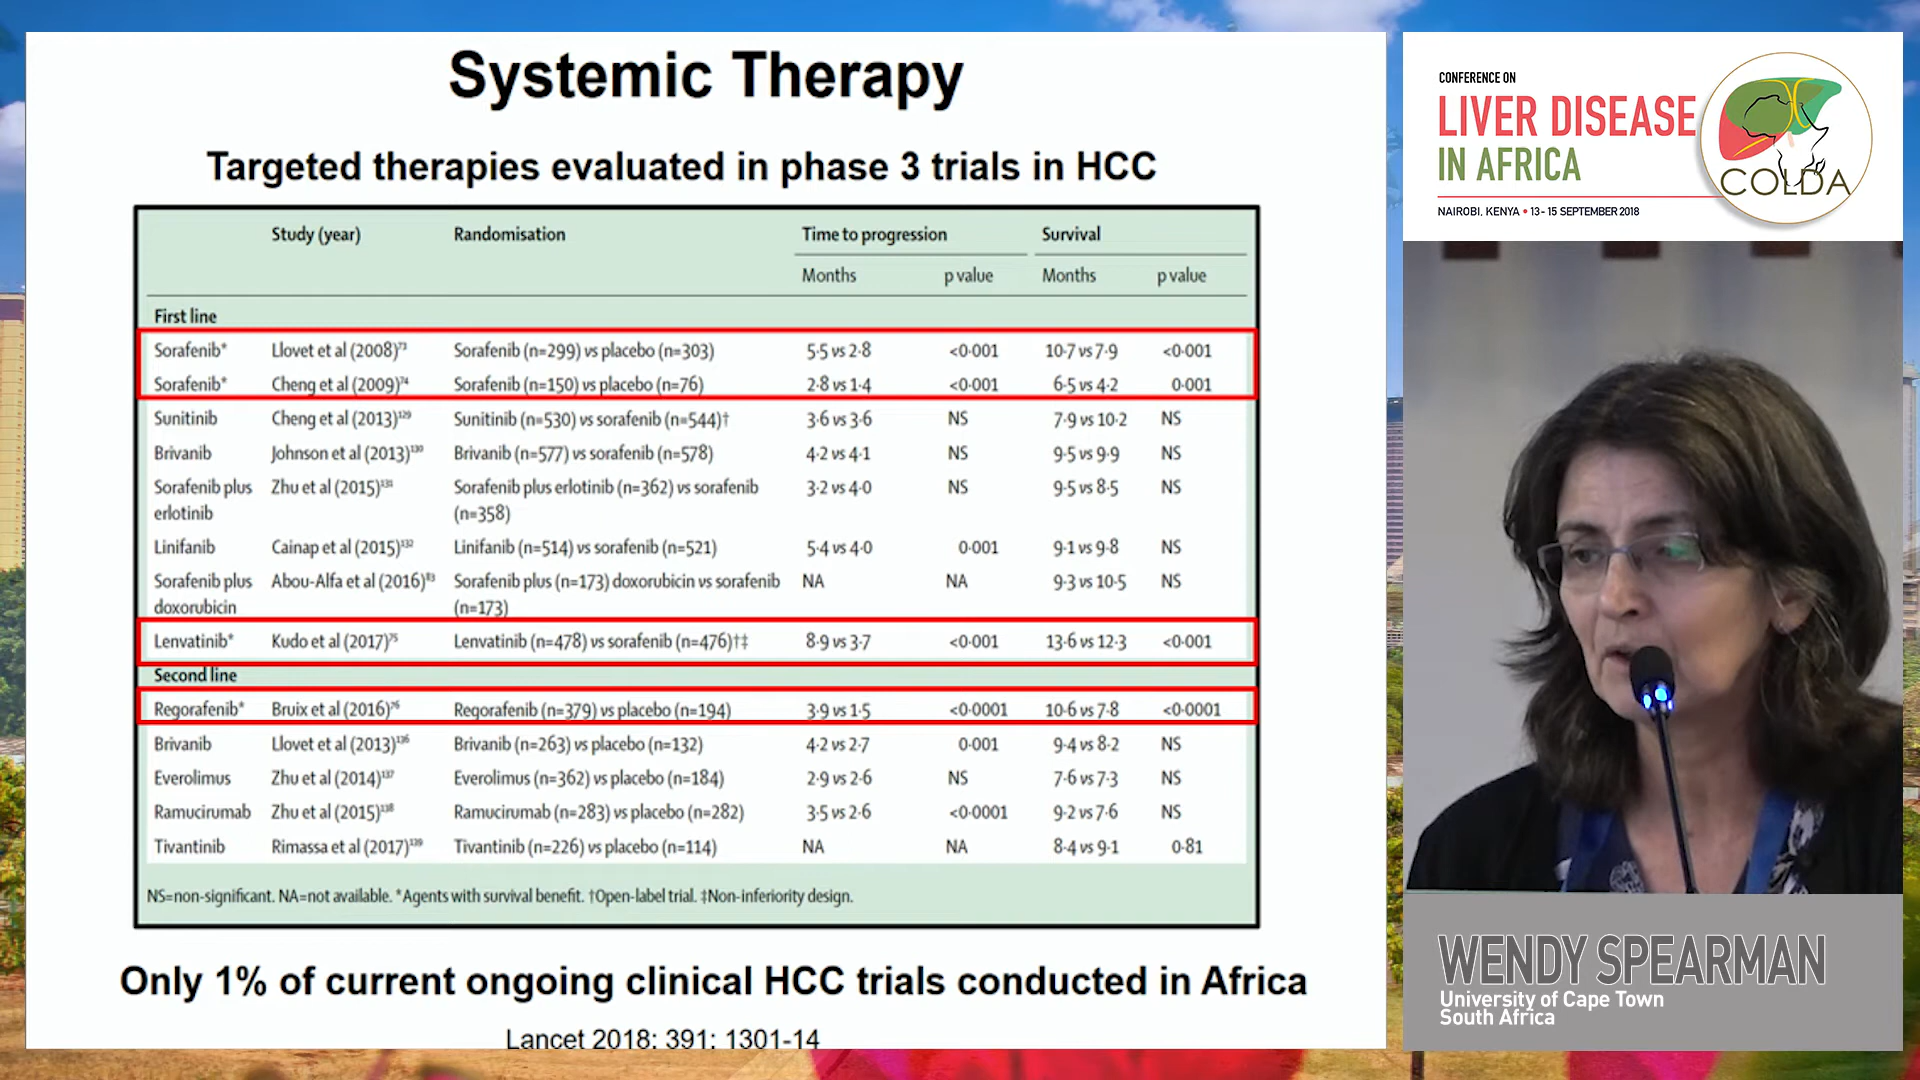 Systemic Therapy
Targeted therapies evaluated in phase 3 trials in HCC
Study (year) Randomisation Time to progression Survival
Months p value Months p value
First line
Sorafenib* Llovet et al (2008)⁷³ Sorafenib (n=299) vs placebo (n=303) 5·5 vs 2·8 <0·001 10·7 vs 7·9 <0·001
Sorafenib* Cheng et al (2009)⁷⁴ Sorafenib (n=150) vs placebo (n=76) 2·8 vs 1·4 <0·001 6·5 vs 4·2 0·001
Sunitinib Cheng et al (2013)¹²⁹ Sunitinib (n=530) vs sorafenib (n=544)† 3·6 vs 3·6 NS 7·9 vs 10·2 NS
Brivanib Johnson et al (2013)¹³⁰ Brivanib (n=577) vs sorafenib (n=578) 4·2 vs 4·1 NS 9·5 vs 9·9 NS
Sorafenib plus Zhu et al (2015)¹³¹ Sorafenib plus erlotinib (n=362) vs sorafenib 3·2 vs 4·0 NS 9·5 vs 8·5 NS
erlotinib (n=358)
Linifanib Cainap et al (2015)¹³² Linifanib (n=514) vs sorafenib (n=521) 5·4 vs 4·0 0·001 9·1 vs 9·8 NS
Sorafenib plus Abou-Alfa et al (2016)⁸³ Sorafenib plus (n=173) doxorubicin vs sorafenib NA NA 9·3 vs 10·5 NS
doxorubicin (n=173)
Lenvatinib* Kudo et al (2017)⁷⁵ Lenvatinib (n=478) vs sorafenib (n=476)†‡ 8·9 vs 3·7 <0·001 13·6 vs 12·3 <0·001
Second line
Regorafenib* Bruix et al (2016)⁷⁶ Regorafenib (n=379) vs placebo (n=194) 3·9 vs 1·5 <0·0001 10·6 vs 7·8 <0·0001
Brivanib Llovet et al (2013)¹³⁶ Brivanib (n=263) vs placebo (n=132) 4·2 vs 2·7 0·001 9·4 vs 8·2 NS
Everolimus Zhu et al (2014)¹³⁷ Everolimus (n=362) vs placebo (n=184) 2·9 vs 2·6 NS 7·6 vs 7·3 NS
Ramucirumab Zhu et al (2015)¹³⁸ Ramucirumab (n=283) vs placebo (n=282) 3·5 vs 2·6 <0·0001 9·2 vs 7·6 NS
Tivantinib Rimassa et al (2017)¹³⁹ Tivantinib (n=226) vs placebo (n=114) NA NA 8·4 vs 9·1 0·81
NS=non-significant. NA=not available. *Agents with survival benefit. †Open-label trial. ‡Non-inferiority design.
Only 1% of current ongoing clinical HCC trials conducted in Africa
Lancet 2018; 391: 1301-14
CONFERENCE ON
LIVER DISEASE
IN AFRICA
COLDA
NAIROBI, KENYA • 13-15 SEPTEMBER 2018
WENDY SPEARMAN
University of Cape Town
South Africa